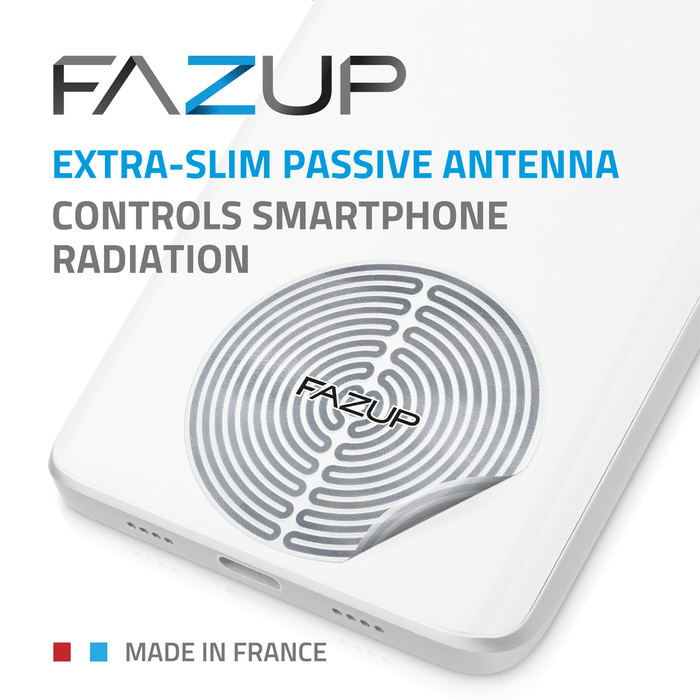 FAZUP
EXTRA-SLIM PASSIVE ANTENNA
CONTROLS SMARTPHONE
RADIATION
FAZUP
MADE IN FRANCE